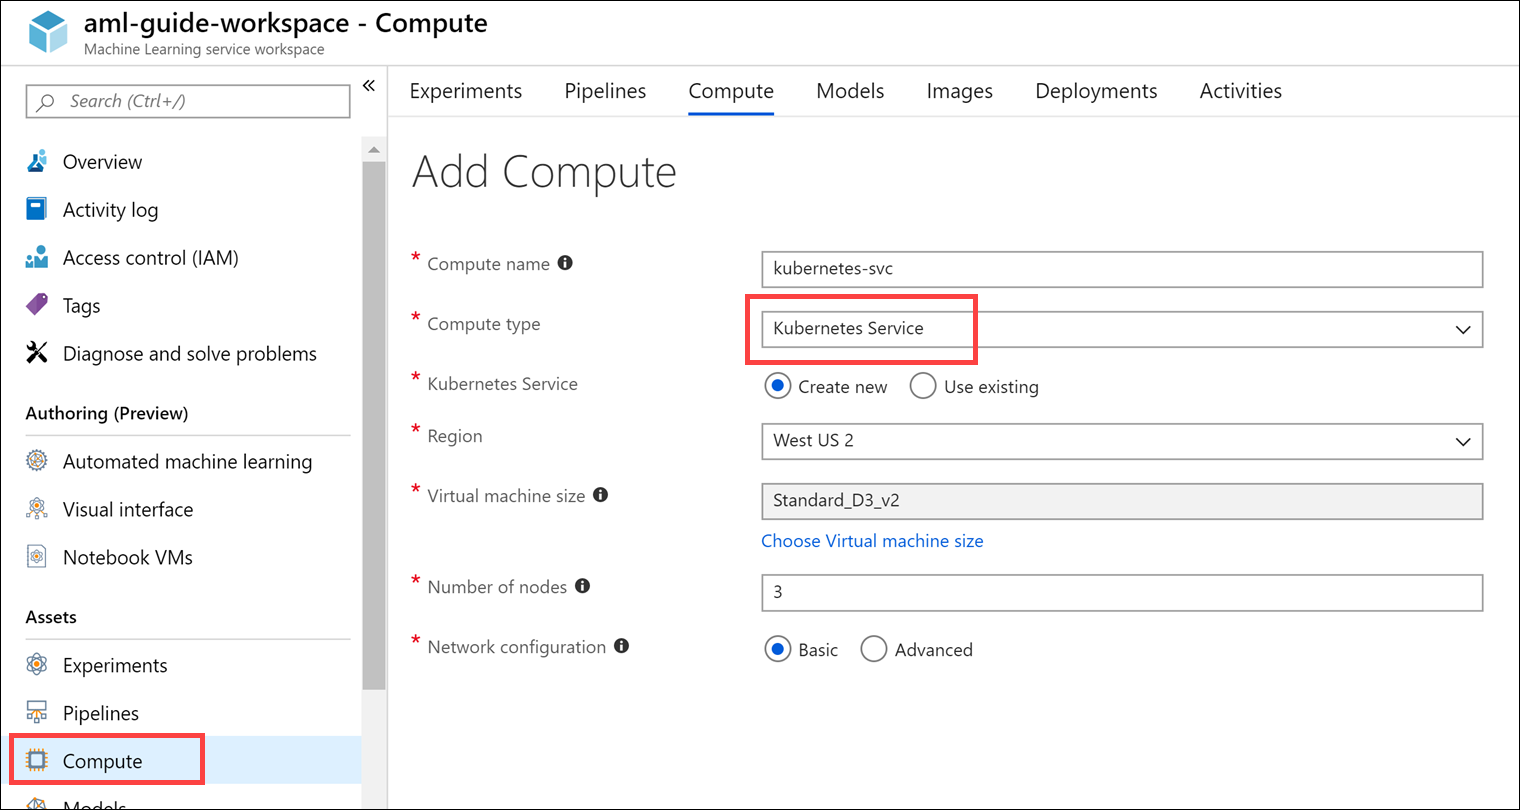 aml-guide-workspace - Compute
Machine Learning service workspace
Search (Ctrl+/)
«
Overview
Activity log
Access control (IAM)
Tags
Diagnose and solve problems
Authoring (Preview)
Automated machine learning
Visual interface
Notebook VMs
Assets
Experiments
Pipelines
Compute
Models
Experiments Pipelines Compute Models Images Deployments Activities
Add Compute
* Compute name
kubernetes-svc
* Compute type
Kubernetes Service
* Kubernetes Service
Create new Use existing
* Region
West US 2
* Virtual machine size
Standard_D3_v2
Choose Virtual machine size
* Number of nodes
3
* Network configuration
Basic Advanced